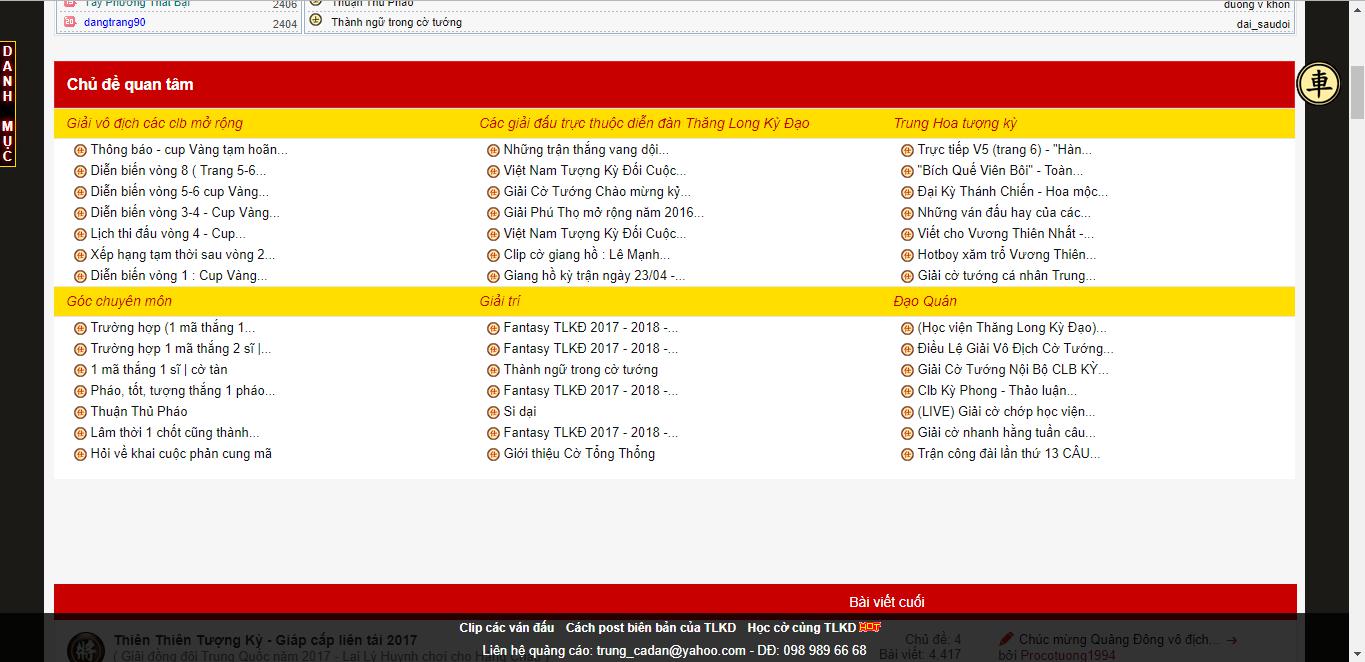 Tây Phương Thất Bại 2406 Thuận Thủ Pháo duong v khon
20 dangtrang90 2404 Thành ngữ trong cờ tướng dai_saudoi
DANH MỤC
Chủ đề quan tâm
車
Giải vô địch các clb mở rộng Các giải đấu trực thuộc diễn đàn Thăng Long Kỳ Đạo Trung Hoa tượng kỳ
Thông báo - cup Vàng tạm hoãn... Những trận thắng vang dội... Trực tiếp V5 (trang 6) - "Hàn...
Diễn biến vòng 8 ( Trang 5-6... Việt Nam Tượng Kỳ Đối Cuộc... "Bích Quế Viên Bôi" - Toàn...
Diễn biến vòng 5-6 cup Vàng... Giải Cờ Tướng Chào mừng kỷ... Đại Kỳ Thánh Chiến - Hoa mộc...
Diễn biến vòng 3-4 - Cup Vàng... Giải Phú Thọ mở rộng năm 2016... Những ván đấu hay của các...
Lịch thi đấu vòng 4 - Cup... Việt Nam Tượng Kỳ Đối Cuộc... Viết cho Vương Thiên Nhất -...
Xếp hạng tạm thời sau vòng 2... Clip cờ giang hồ : Lê Mạnh... Hotboy xăm trổ Vương Thiên...
Diễn biến vòng 1 : Cup Vàng... Giang hồ kỳ trận ngày 23/04 -... Giải cờ tướng cá nhân Trung...
Góc chuyên môn Giải trí Đạo Quán
Trường hợp (1 mã thắng 1... Fantasy TLKĐ 2017 - 2018 -... (Học viện Thăng Long Kỳ Đạo)...
Trường hợp 1 mã thắng 2 sĩ |... Fantasy TLKĐ 2017 - 2018 -... Điều Lệ Giải Vô Địch Cờ Tướng...
1 mã thắng 1 sĩ | cờ tàn Thành ngữ trong cờ tướng Giải Cờ Tướng Nội Bộ CLB KỲ...
Pháo, tốt, tượng thắng 1 pháo... Fantasy TLKĐ 2017 - 2018 -... Clb Kỳ Phong - Thảo luận...
Thuận Thủ Pháo Si dại (LIVE) Giải cờ chớp học viện...
Lâm thời 1 chốt cũng thành... Fantasy TLKĐ 2017 - 2018 -... Giải cờ nhanh hằng tuần câu...
Hỏi về khai cuộc phản cung mã Giới thiệu Cờ Tổng Thống Trận công đài lần thứ 13 CÂU...
Bài viết cuối
Clip các ván đấu Cách post biên bản của TLKD Học cờ cùng TLKD HOT
Liên hệ quảng cáo: trung_cadan@yahoo.com - DĐ: 098 989 66 68
將 Thiên Thiên Tượng Kỳ - Giáp cấp liên tái 2017 Chủ đề: 4 Chúc mừng Quảng Đông vô địch...
( Giải đồng đội Trung Quốc năm 2017 - Lại Lý Huynh chơi cho Hàng Châu ) Bài viết: 4,417 bởi Procotuong1994